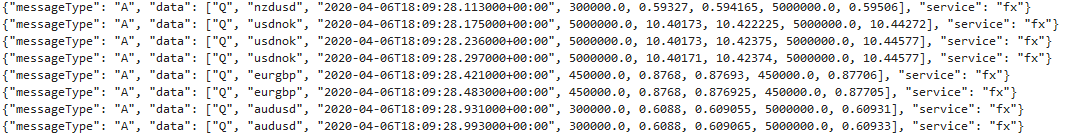 {"messageType": "A", "data": ["Q", "nzdusd", "2020-04-06T18:09:28.113000+00:00", 300000.0, 0.59327, 0.594165, 5000000.0, 0.59506], "service": "fx"}
{"messageType": "A", "data": ["Q", "usdnok", "2020-04-06T18:09:28.175000+00:00", 5000000.0, 10.40173, 10.422225, 5000000.0, 10.44272], "service": "fx"}
{"messageType": "A", "data": ["Q", "usdnok", "2020-04-06T18:09:28.236000+00:00", 5000000.0, 10.40173, 10.42375, 5000000.0, 10.44577], "service": "fx"}
{"messageType": "A", "data": ["Q", "usdnok", "2020-04-06T18:09:28.297000+00:00", 5000000.0, 10.40171, 10.42374, 5000000.0, 10.44577], "service": "fx"}
{"messageType": "A", "data": ["Q", "eurgbp", "2020-04-06T18:09:28.421000+00:00", 450000.0, 0.8768, 0.87693, 450000.0, 0.87706], "service": "fx"}
{"messageType": "A", "data": ["Q", "eurgbp", "2020-04-06T18:09:28.483000+00:00", 450000.0, 0.8768, 0.876925, 450000.0, 0.87705], "service": "fx"}
{"messageType": "A", "data": ["Q", "audusd", "2020-04-06T18:09:28.931000+00:00", 300000.0, 0.6088, 0.609055, 5000000.0, 0.60931], "service": "fx"}
{"messageType": "A", "data": ["Q", "audusd", "2020-04-06T18:09:28.993000+00:00", 300000.0, 0.6088, 0.609065, 5000000.0, 0.60933], "service": "fx"}